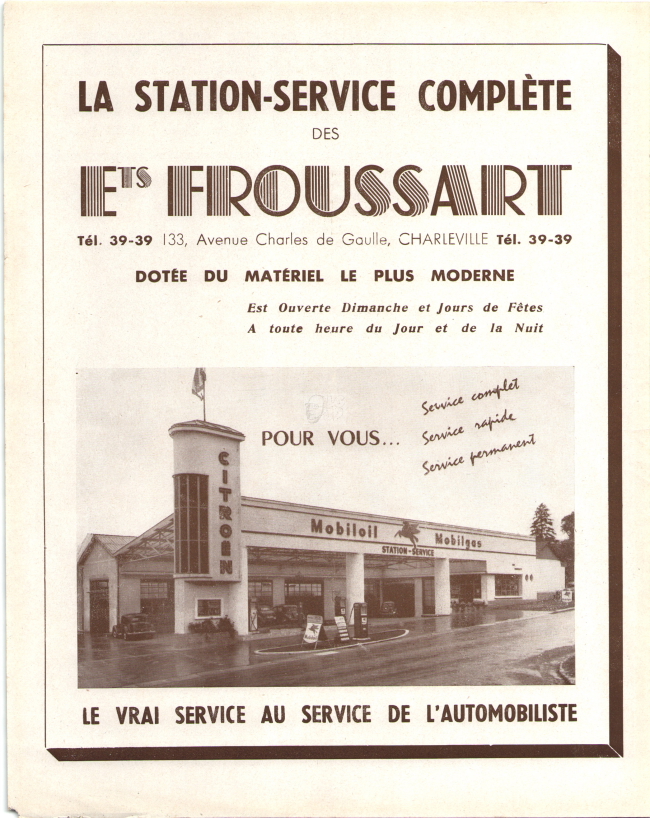 LA STATION-SERVICE COMPLÈTE
DES
ETS FROUSSART
Tél. 39-39 133, Avenue Charles de Gaulle, CHARLEVILLE Tél. 39-39
DOTÉE DU MATÉRIEL LE PLUS MODERNE
Est Ouverte Dimanche et Jours de Fêtes
A toute heure du Jour et de la Nuit
POUR VOUS...
Service complet
Service rapide
Service permanent
CITROËN
Mobiloil Mobilgas
STATION-SERVICE
LE VRAI SERVICE AU SERVICE DE L'AUTOMOBILISTE